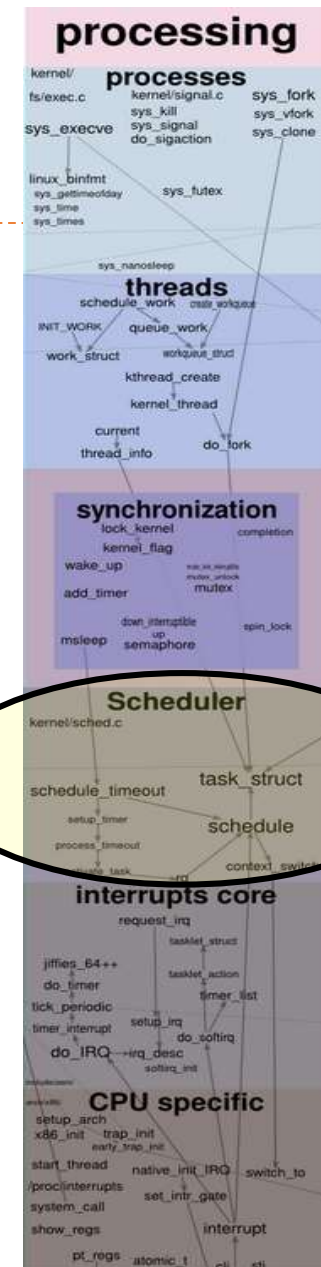 processing
kernel/ processes
fs/exec.c kernel/signal.c sys_fork
sys_kill sys_vfork
sys_execve sys_signal sys_clone
do_sigaction
linux_binfmt
sys_gettimeofday sys_futex
sys_time
sys_times
sys_nanosleep
threads
schedule_work create_workqueue
INIT_WORK queue_work
work_struct workqueue_struct
kthread_create
kernel_thread
current do_fork
thread_info
synchronization
lock_kernel completion
kernel_flag
wake_up
mutex_unlock
add_timer mutex
down_interruptible spin_lock
msleep up
semaphore
Scheduler
kernel/sched.c
schedule_timeout task_struct
setup_timer schedule
process_timeout
context_switch
rq
interrupts core
request_irq
tasklet_struct
jiffies_64++
do_timer tasklet_action
tick_periodic timer_list
timer_interrupt setup_irq
do_softirq
do_IRQ irq_desc
softirq_init
CPU specific
setup_arch
x86_init trap_init
early_trap_init
start_thread native_init_IRQ switch_to
/proc/interrupts
system_call set_intr_gate
show_regs interrupt
pt_regs atomic_t cli sti